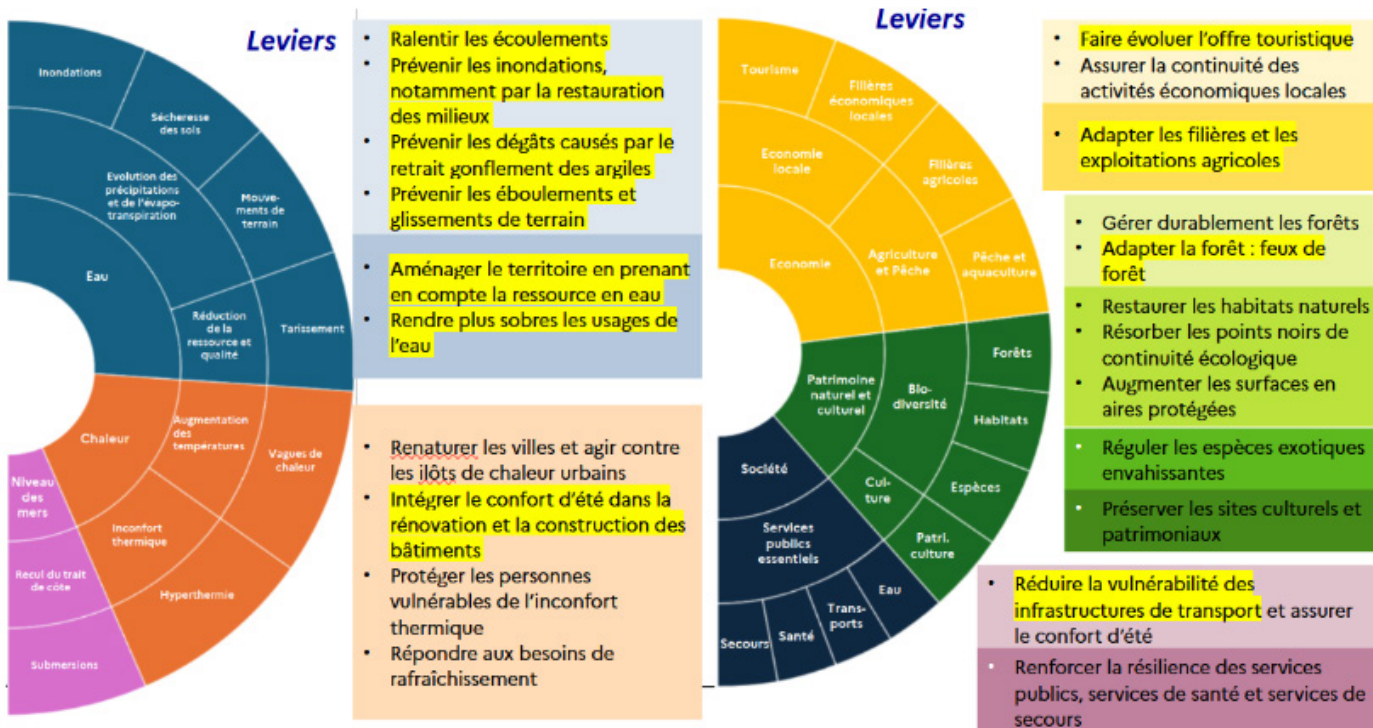 Leviers
Inondations
Sécheresse
des sols
Mouve-
ments de
terrain
Evolution des
précipitations
et de l'évapo-
transpiration
Eau
Réduction
de la
ressource et
qualité
Tarissement
Chaleur
Augmentation
des
températures
Vagues de
chaleur
Inconfort
thermique
Hyperthermie
Niveau
des
mers
Recul du trait
de côte
Submersions
• Ralentir les écoulements
• Prévenir les inondations,
notamment par la restauration
des milieux
• Prévenir les dégâts causés par le
retrait gonflement des argiles
• Prévenir les éboulements et
glissements de terrain
• Aménager le territoire en prenant
en compte la ressource en eau
• Rendre plus sobres les usages de
l'eau
• Renaturer les villes et agir contre
les ilôts de chaleur urbains
• Intégrer le confort d'été dans la
rénovation et la construction des
bâtiments
• Protéger les personnes
vulnérables de l'inconfort
thermique
• Répondre aux besoins de
rafraîchissement
Leviers
Tourisme
Filières
économiques
locales
Economie
locale
Filières
agricoles
Economie
Agriculture
et Pêche
Pêche et
aquaculture
Patrimoine
naturel et
culturel
Bio-
diversité
Forêts
Habitats
Espèces
Cul-
ture
Patri.
culture
Société
Services
publics
essentiels
Eau
Trans-
ports
Santé
Secours
• Faire évoluer l'offre touristique
• Assurer la continuité des
activités économiques locales
• Adapter les filières et les
exploitations agricoles
• Gérer durablement les forêts
• Adapter la forêt : feux de
forêt
• Restaurer les habitats naturels
• Résorber les points noirs de
continuité écologique
• Augmenter les surfaces en
aires protégées
• Réguler les espèces exotiques
envahissantes
• Préserver les sites culturels et
patrimoniaux
• Réduire la vulnérabilité des
infrastructures de transport et assurer
le confort d'été
• Renforcer la résilience des services
publics, services de santé et services de
secours